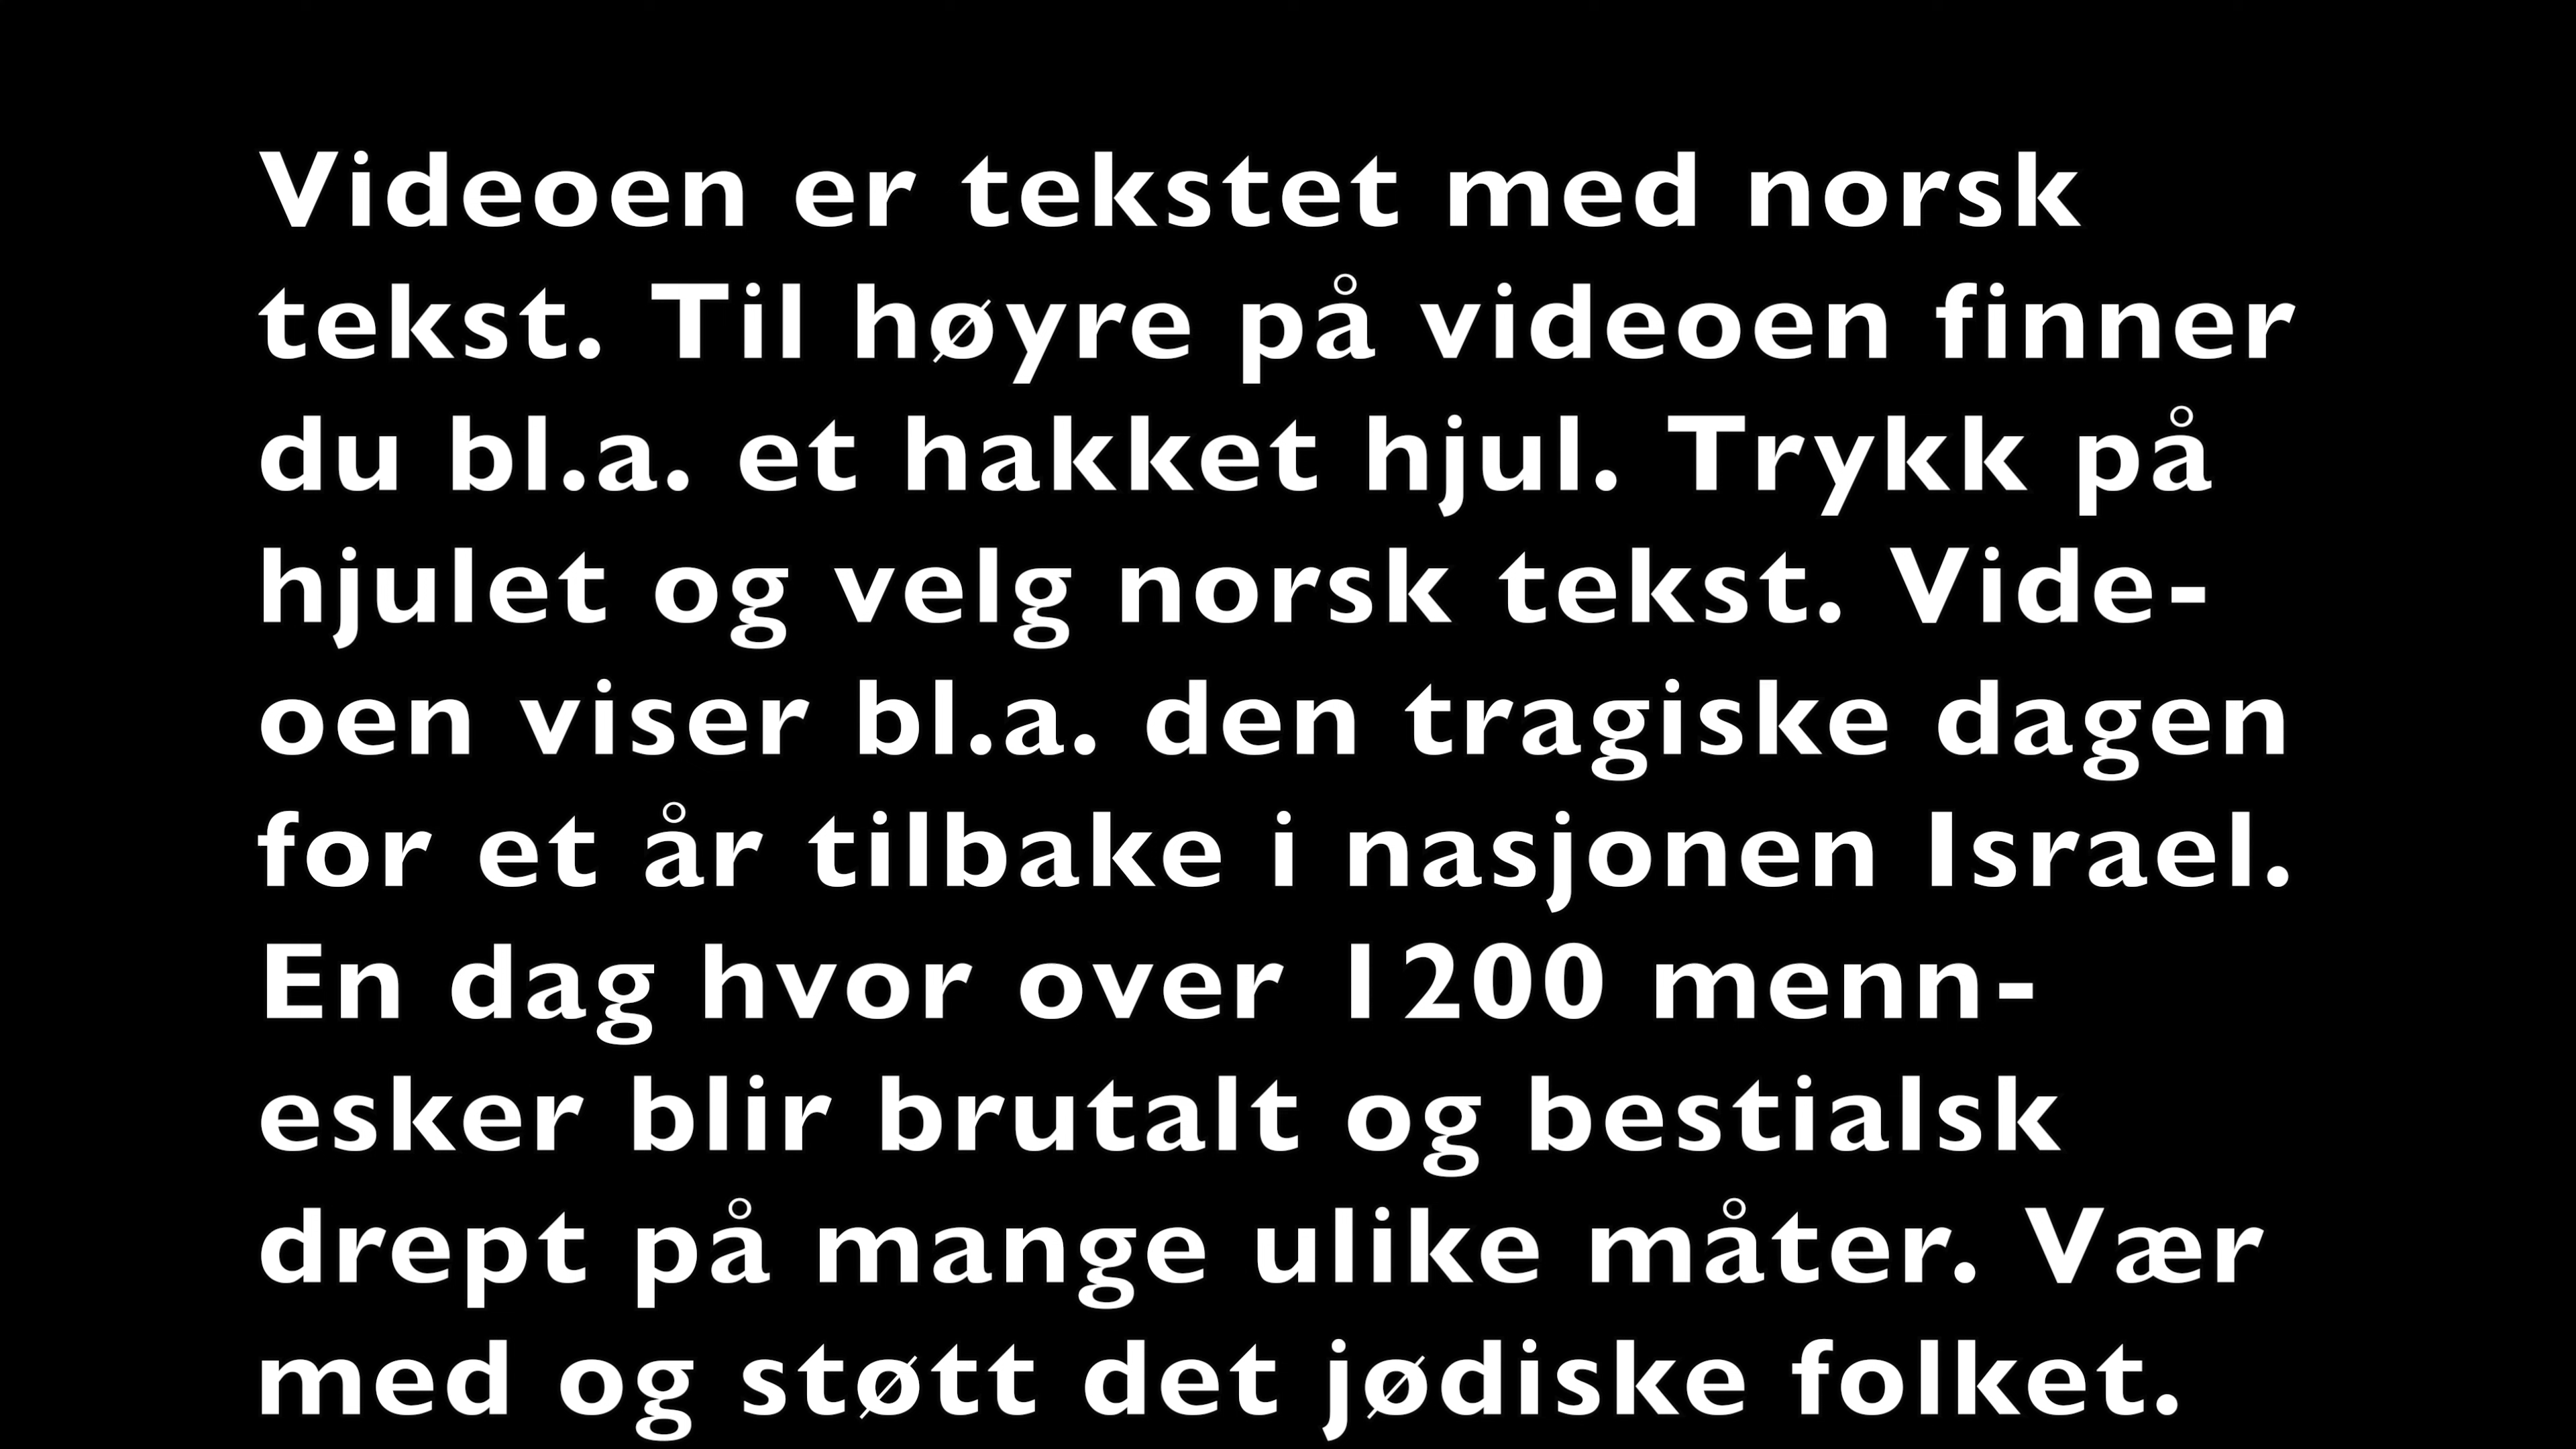 Videoen er tekstet med norsk
tekst. Til høyre på videoen finner
du bl.a. et hakket hjul. Trykk på
hjulet og velg norsk tekst. Vide-
oen viser bl.a. den tragiske dagen
for et år tilbake i nasjonen Israel.
En dag hvor over 1200 menn-
esker blir brutalt og bestialsk
drept på mange ulike måter. Vær
med og støtt det jødiske folket.